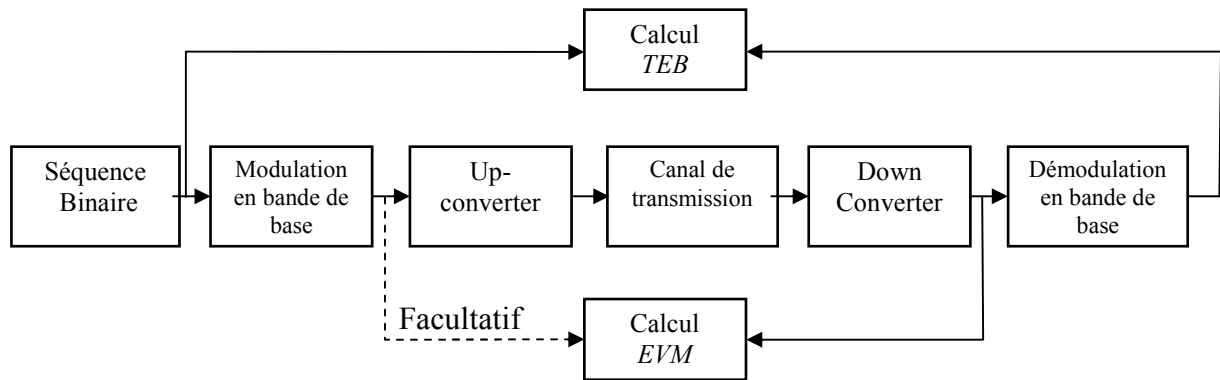 Calcul
TEB
Séquence
Binaire
Modulation
en bande de
base
Up-
converter
Canal de
transmission
Down
Converter
Démodulation
en bande de
base
Facultatif
Calcul
EVM